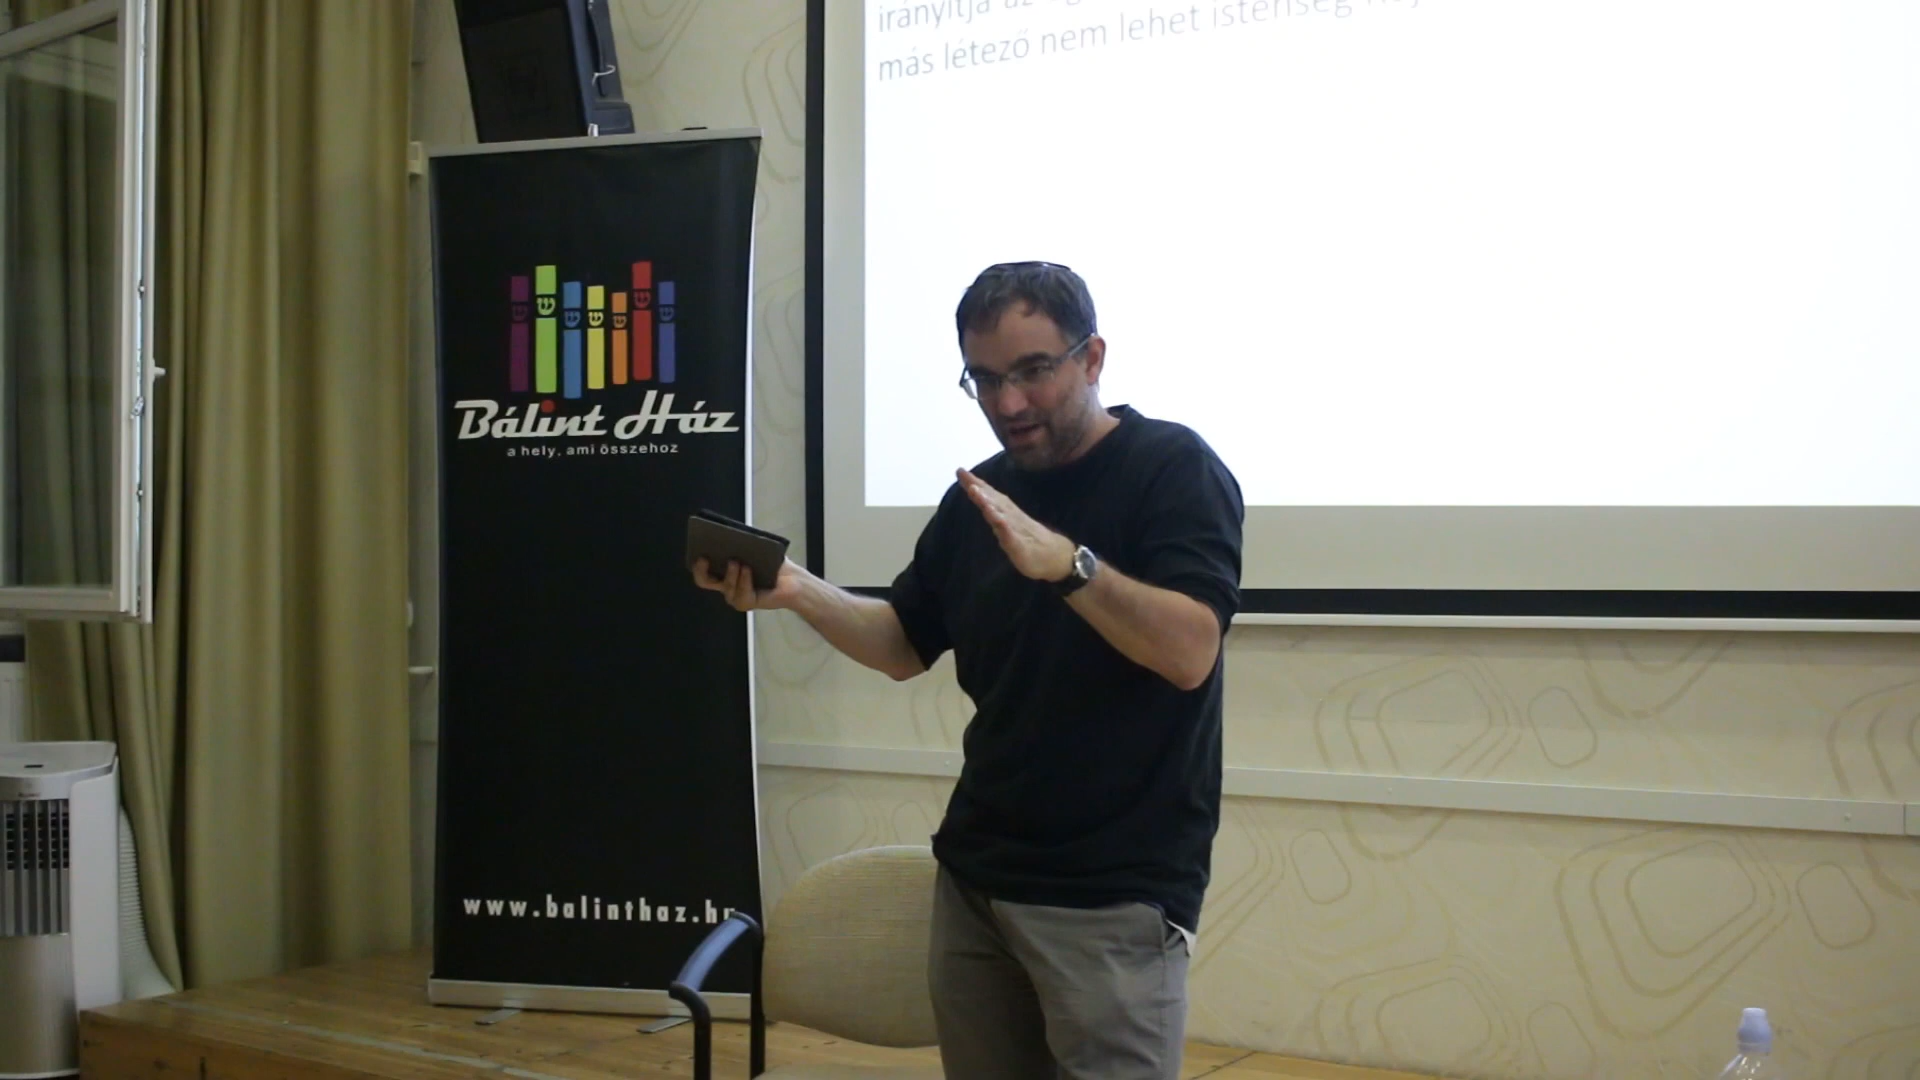 irányítja az
más létező nem lehet istenség
ש ש ש ש ש ש ש
Bálint Ház
a hely, ami összehoz
www.balinthaz.hu